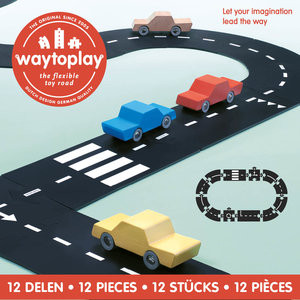 THE ORIGINAL SINCE 2003
waytoplay
the flexible
toy road
DUTCH DESIGN GERMAN QUALITY
Let your imagination
lead the way
12 DELEN • 12 PIECES • 12 STÜCKS • 12 PIÈCES